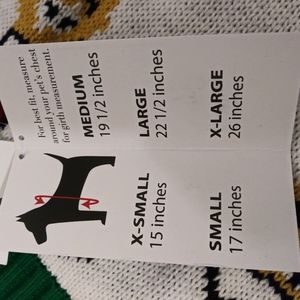 For best fit, measure
around your pet's chest
for girth measurement.
X-SMALL
15 inches
SMALL
17 inches
MEDIUM
19 1/2 inches
LARGE
22 1/2 inches
X-LARGE
26 inches